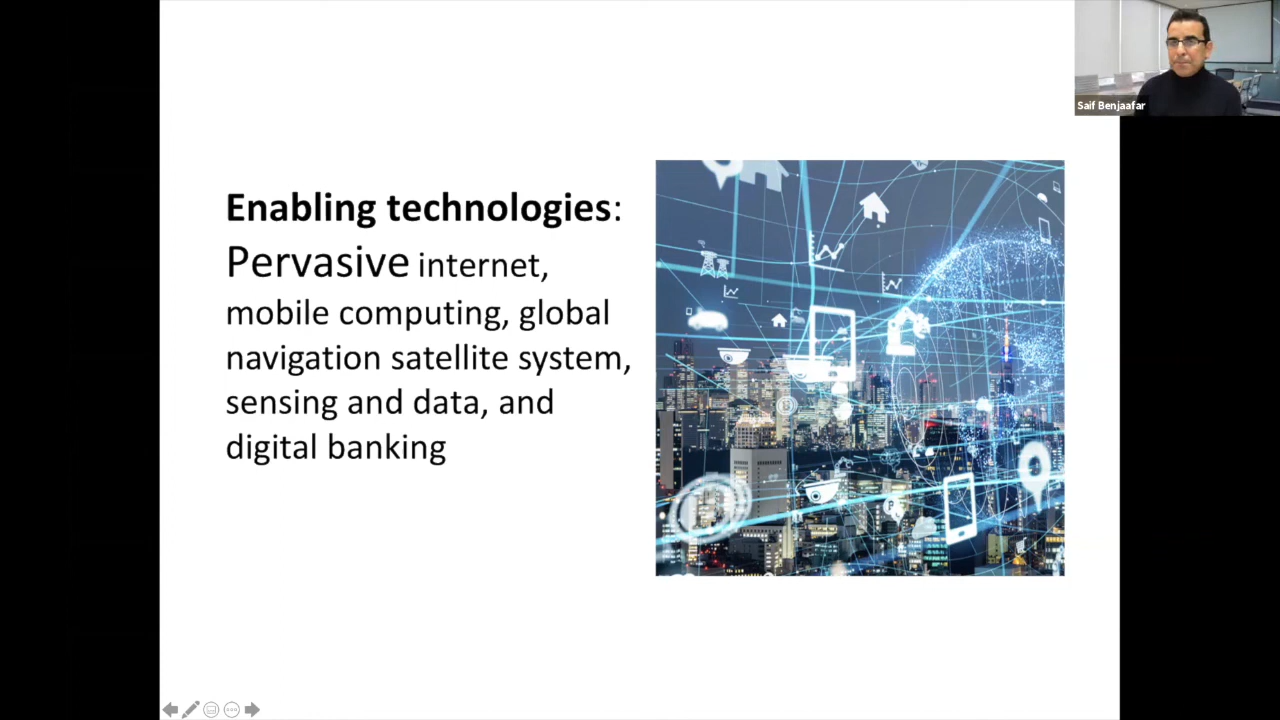 Saif Benjaafar
Enabling technologies:
Pervasive internet,
mobile computing, global
navigation satellite system,
sensing and data, and
digital banking